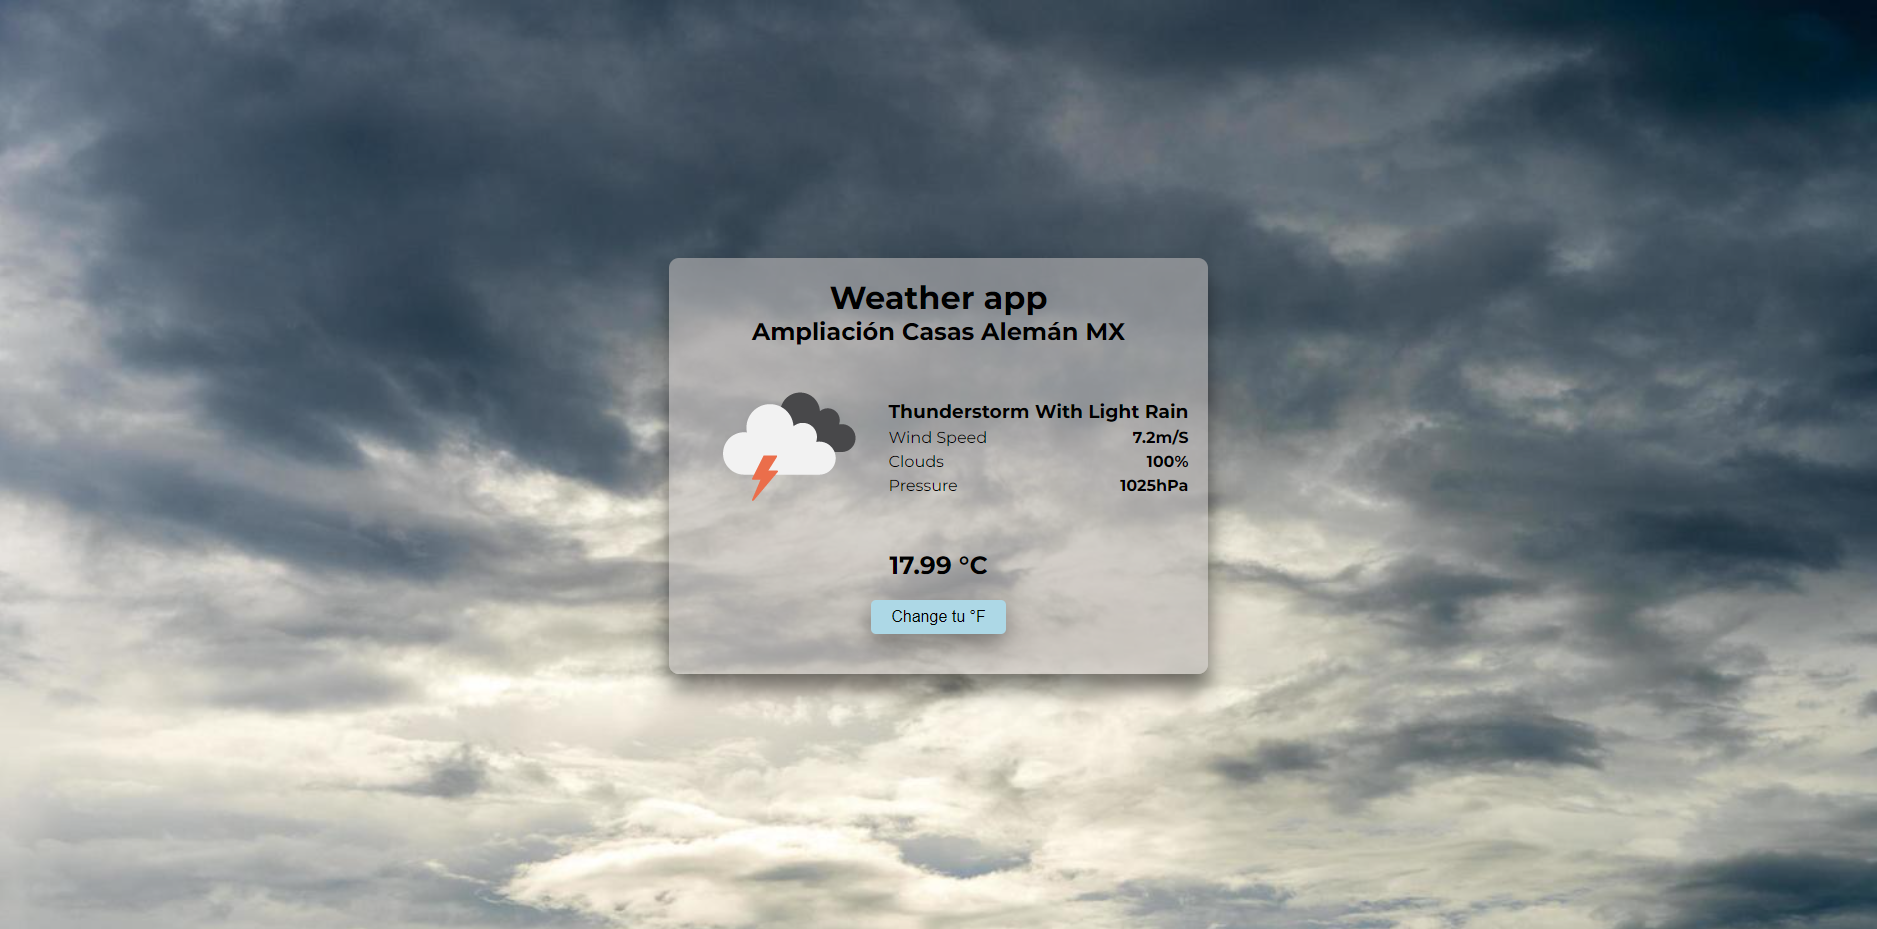 Weather app
Ampliación Casas Alemán MX
Thunderstorm With Light Rain
Wind Speed 7.2m/S
Clouds 100%
Pressure 1025hPa
17.99 °C
Change tu °F